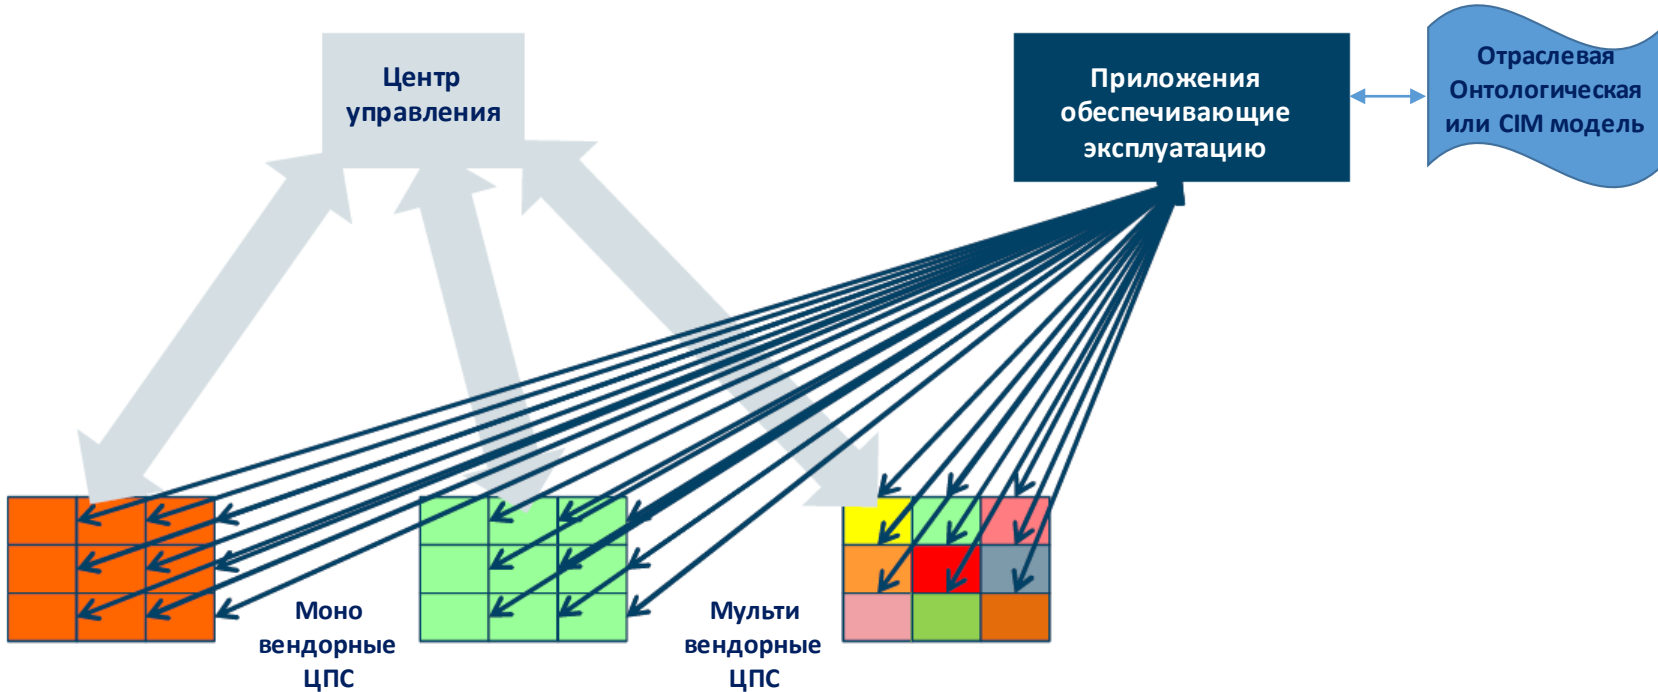 Центр
управления
Приложения
обеспечивающие
эксплуатацию
Отраслевая
Онтологическая
или CIM модель
Моно
вендорные
ЦПС
Мульти
вендорные
ЦПС